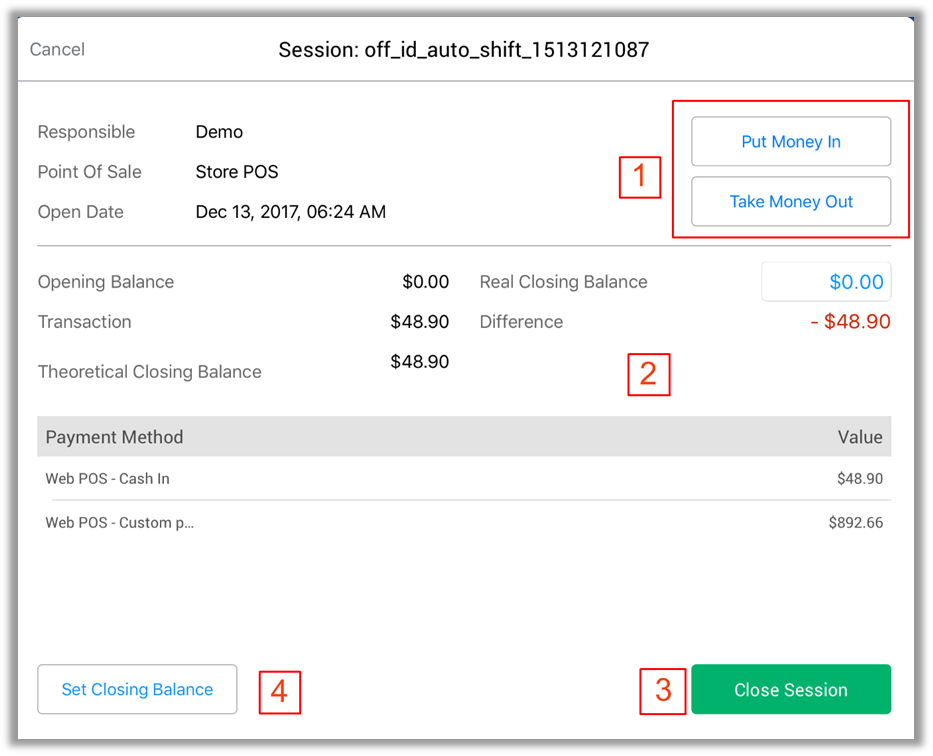 Cancel
Session: off_id_auto_shift_1513121087
Responsible Demo
Put Money In
1
Point Of Sale Store POS
Take Money Out
Open Date Dec 13, 2017, 06:24 AM
Opening Balance $0.00 Real Closing Balance $0.00
Transaction $48.90 Difference - $48.90
Theoretical Closing Balance $48.90
2
Payment Method Value
Web POS - Cash In $48.90
Web POS - Custom p... $892.66
Set Closing Balance 4 3 Close Session